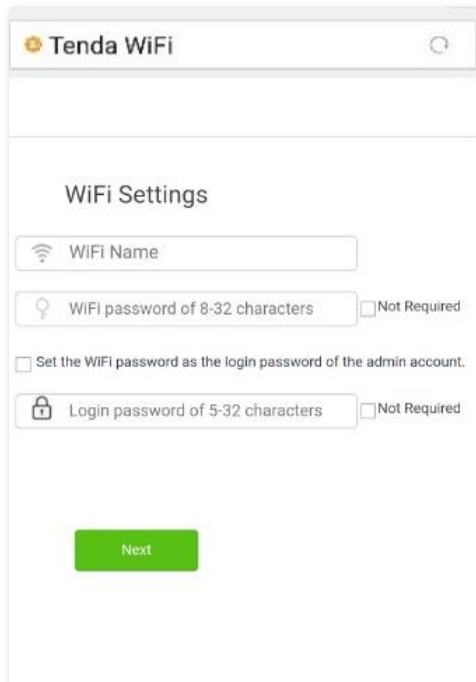 Tenda WiFi
WiFi Settings
WiFi Name
WiFi password of 8-32 characters Not Required
Set the WiFi password as the login password of the admin account.
Login password of 5-32 characters Not Required
Next